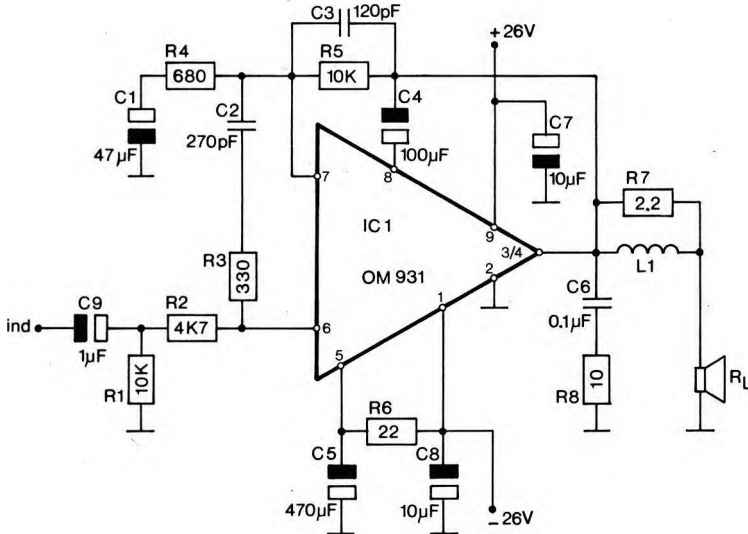 C3
120pF
+26V
R4
R5
680
10K
C1
C2
C4
C7
47µF
270pF
100µF
10µF
R7
7
8
2.2
IC1
9
3/4
R3
330
OM 931
2
L1
C9
R2
1
C6
ind
4K7
6
0.1µF
1µF
R1
10K
5
R6
R8
10
RL
22
C5
C8
470µF
10µF
-26V